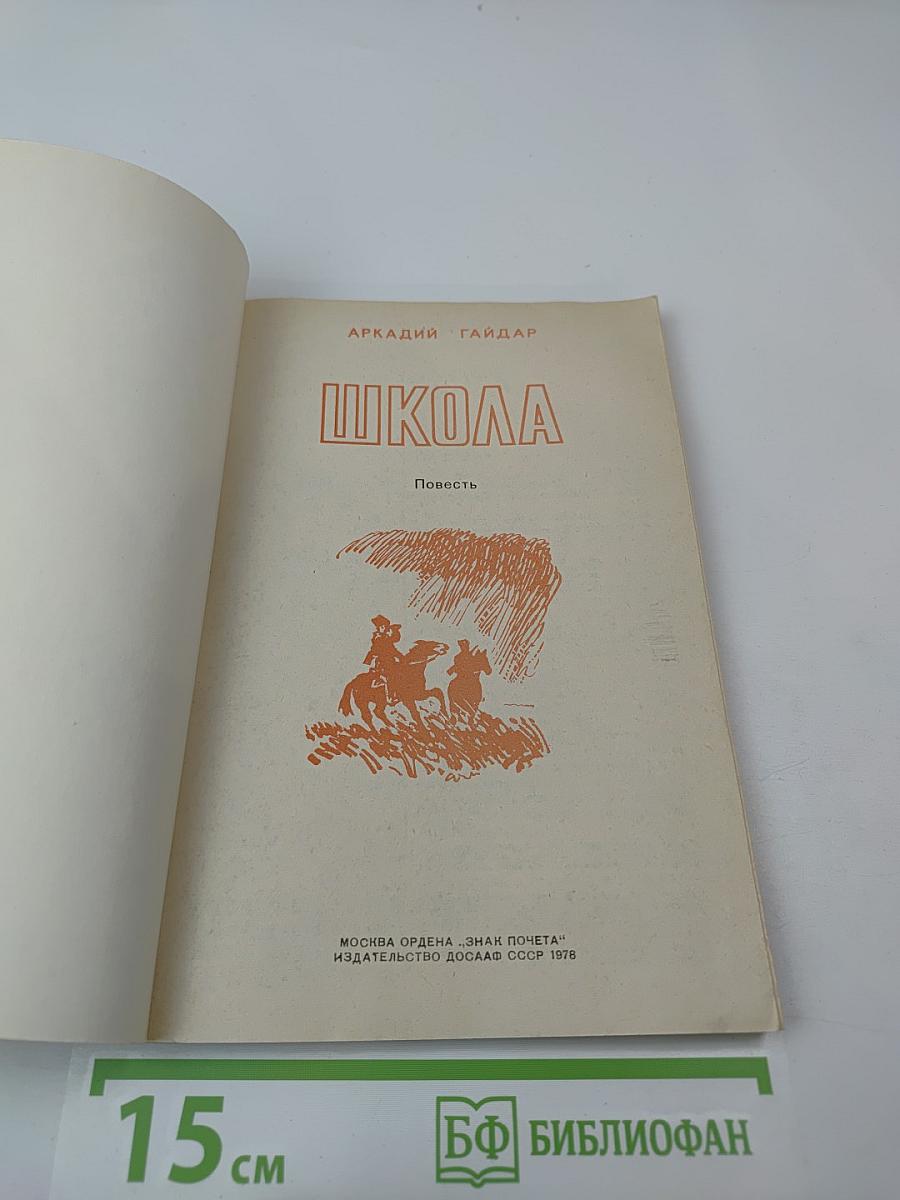 АРКАДИЙ ГАЙДАР
ШКОЛА
Повесть
МОСКВА ОРДЕНА „ЗНАК ПОЧЕТА“
ИЗДАТЕЛЬСТВО ДОСААФ СССР 1978
15 см
БФ БИБЛИОФАН